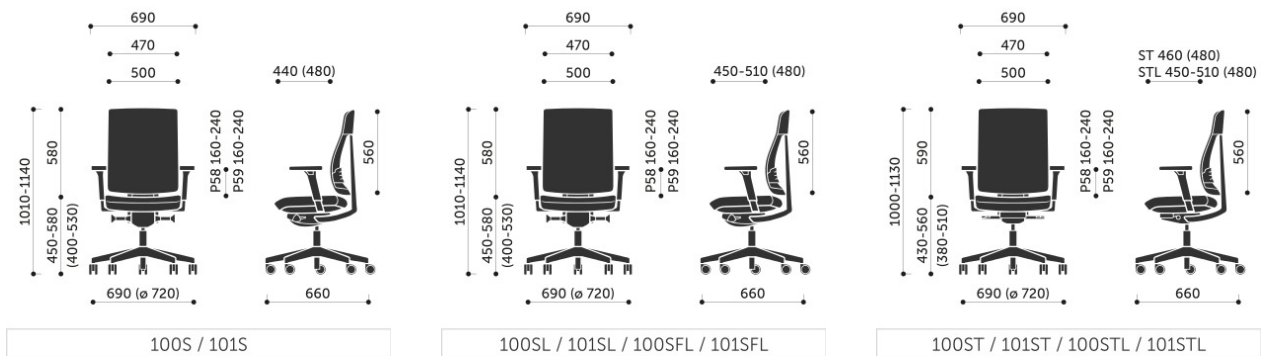 690
470
500
440 (480)
1010-1140
580
450-580
(400-530)
P58 160-240
P59 160-240
560
690 (ø 720)
660
100S / 101S
690
470
500
450-510 (480)
1010-1140
580
450-580
(400-530)
P58 160-240
P59 160-240
560
690 (ø 720)
660
100SL / 101SL / 100SFL / 101SFL
690
470
500
ST 460 (480)
STL 450-510 (480)
1000-1130
590
430-560
(380-510)
P58 160-240
P59 160-240
560
690 (ø 720)
660
100ST / 101ST / 100STL / 101STL